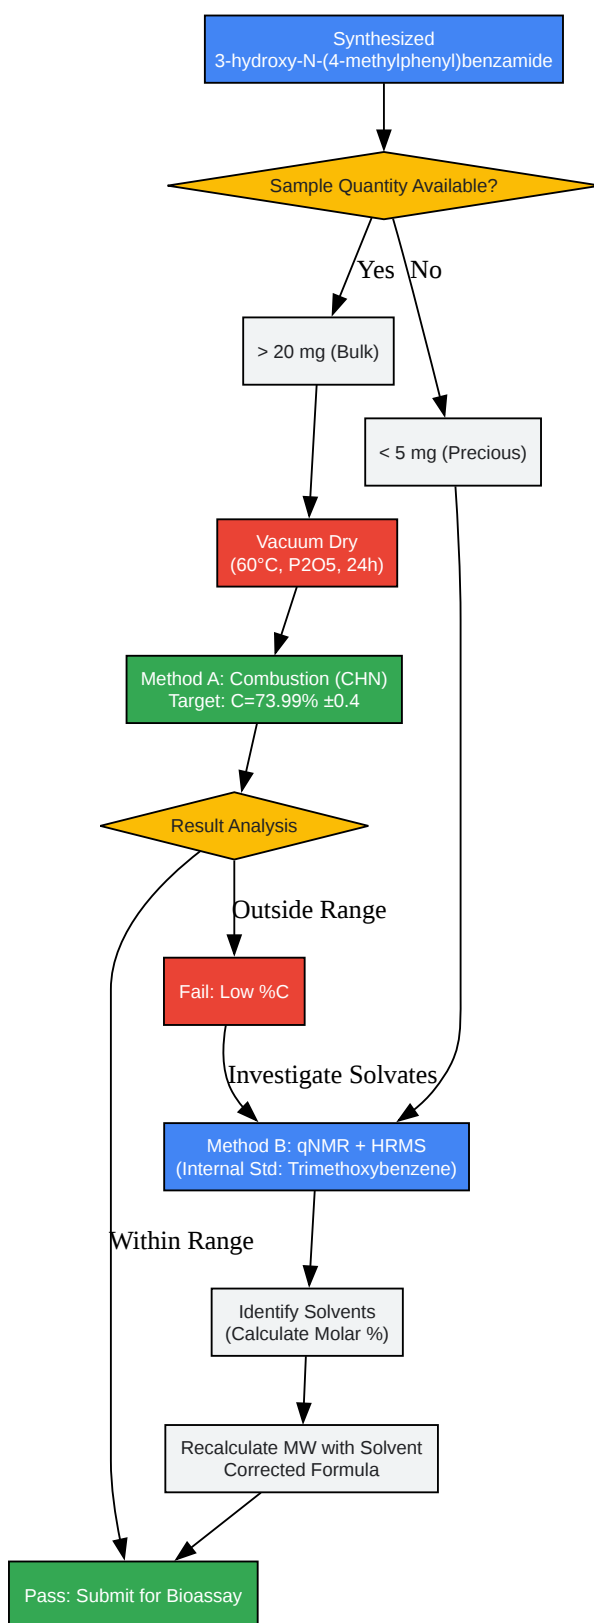 Synthesized
3-hydroxy-N-(4-methylphenyl)benzamide
Sample Quantity Available?
Yes
No
> 20 mg (Bulk)
< 5 mg (Precious)
Vacuum Dry
(60°C, P2O5, 24h)
Method A: Combustion (CHN)
Target: C=73.99% ±0.4
Result Analysis
Outside Range
Fail: Low %C
Investigate Solvates
Method B: qNMR + HRMS
(Internal Std: Trimethoxybenzene)
Within Range
Identify Solvents
(Calculate Molar %)
Recalculate MW with Solvent
Corrected Formula
Pass: Submit for Bioassay